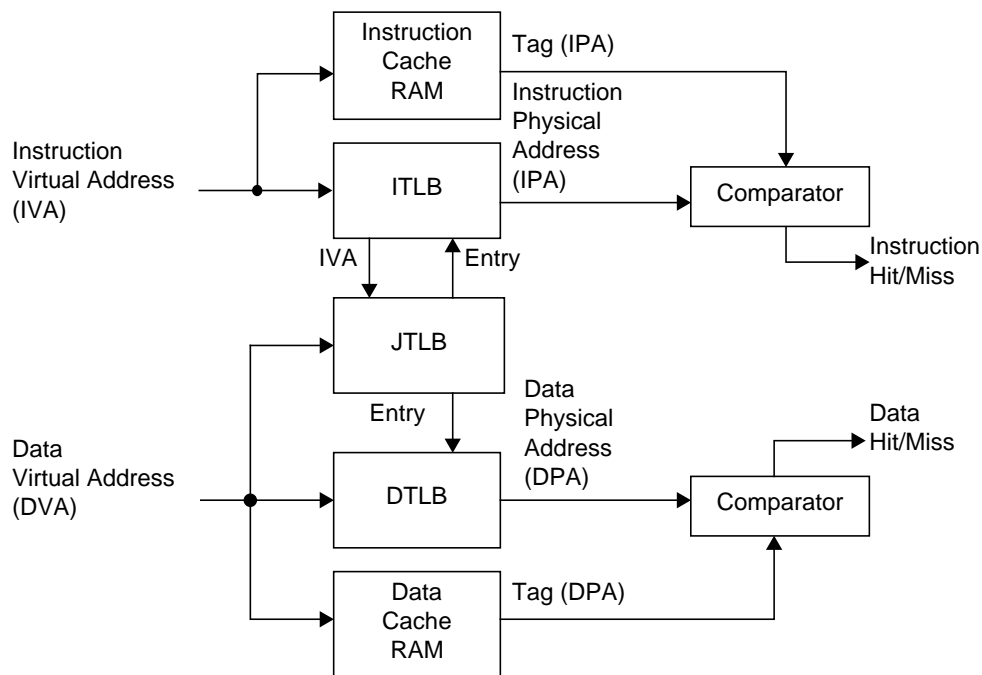 Instruction
Cache
RAM
Tag (IPA)
Instruction
Physical
Address
(IPA)
Instruction
Virtual Address
(IVA)
ITLB
Comparator
IVA
Entry
Instruction
Hit/Miss
JTLB
Entry
Data
Physical
Address
(DPA)
Data
Hit/Miss
Data
Virtual Address
(DVA)
DTLB
Comparator
Data
Cache
RAM
Tag (DPA)